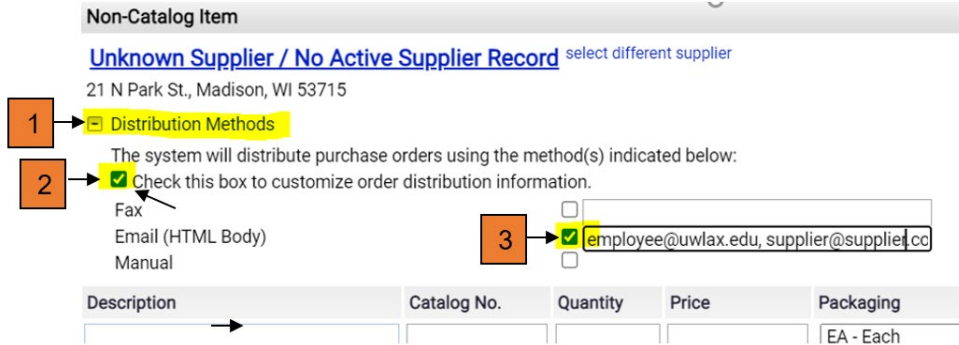 Non-Catalog Item
Unknown Supplier / No Active Supplier Record select different supplier
21 N Park St., Madison, WI 53715
1 Distribution Methods
The system will distribute purchase orders using the method(s) indicated below:
2 Check this box to customize order distribution information.
Fax
Email (HTML Body) 3 employee@uwlax.edu, supplier@supplier.cc
Manual
Description Catalog No. Quantity Price Packaging
EA - Each